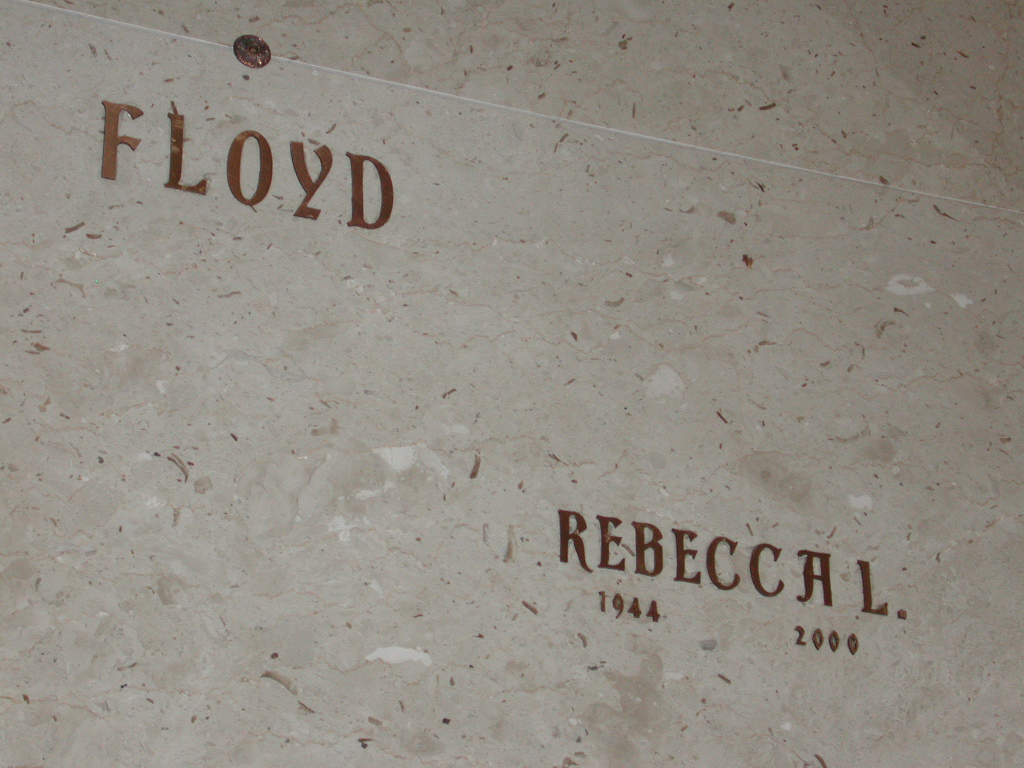 FLOYD
REBECCA L.
1944
2000